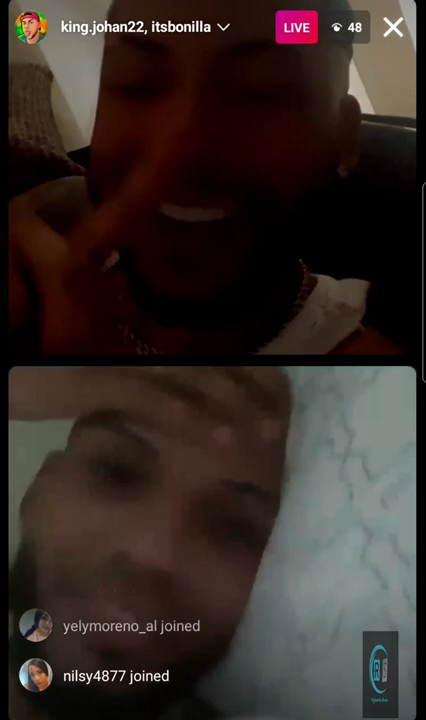 king.johan22, itsbonilla
LIVE
48
yelymoreno_al joined
nilsy4877 joined